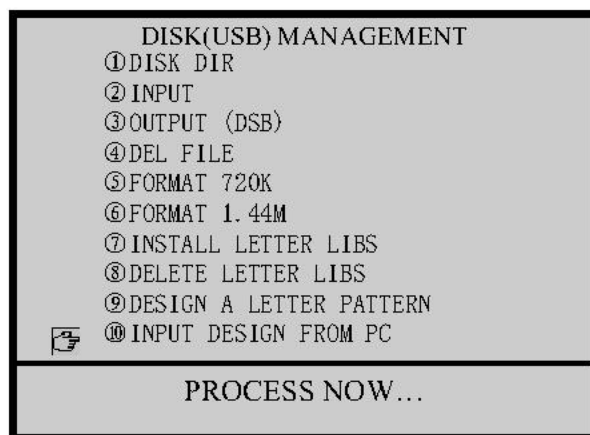 DISK(USB) MANAGEMENT
①DISK DIR
②INPUT
③OUTPUT (DSB)
④DEL FILE
⑤FORMAT 720K
⑥FORMAT 1.44M
⑦INSTALL LETTER LIBS
⑧DELETE LETTER LIBS
⑨DESIGN A LETTER PATTERN
⑩INPUT DESIGN FROM PC
PROCESS NOW...